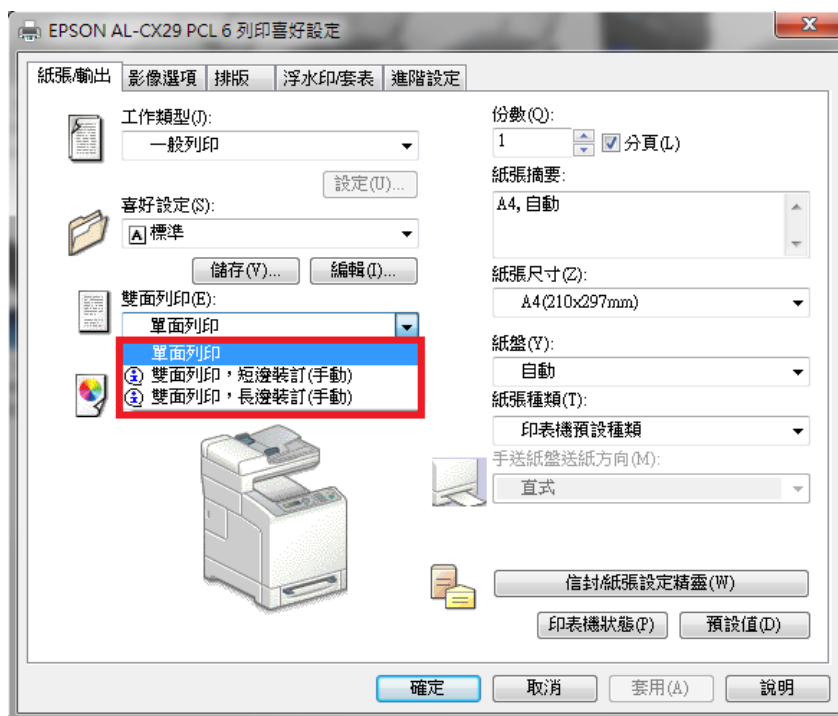 EPSON AL-CX29 PCL 6 列印喜好設定
紙張/輸出 影像選項 排版 浮水印/套表 進階設定
工作類型(J):
一般列印
設定(U)...
喜好設定(S):
A 標準
儲存(V)... 編輯(I)...
雙面列印(E):
單面列印
單面列印
雙面列印,短邊裝訂(手動)
雙面列印,長邊裝訂(手動)
份數(Q):
1 分頁(L)
紙張摘要:
A4, 自動
紙張尺寸(Z):
A4(210x297mm)
紙盤(Y):
自動
紙張種類(T):
印表機預設種類
手送紙盤送紙方向(M):
直式
信封/紙張設定精靈(W)
印表機狀態(P) 預設值(D)
確定 取消 套用(A) 說明